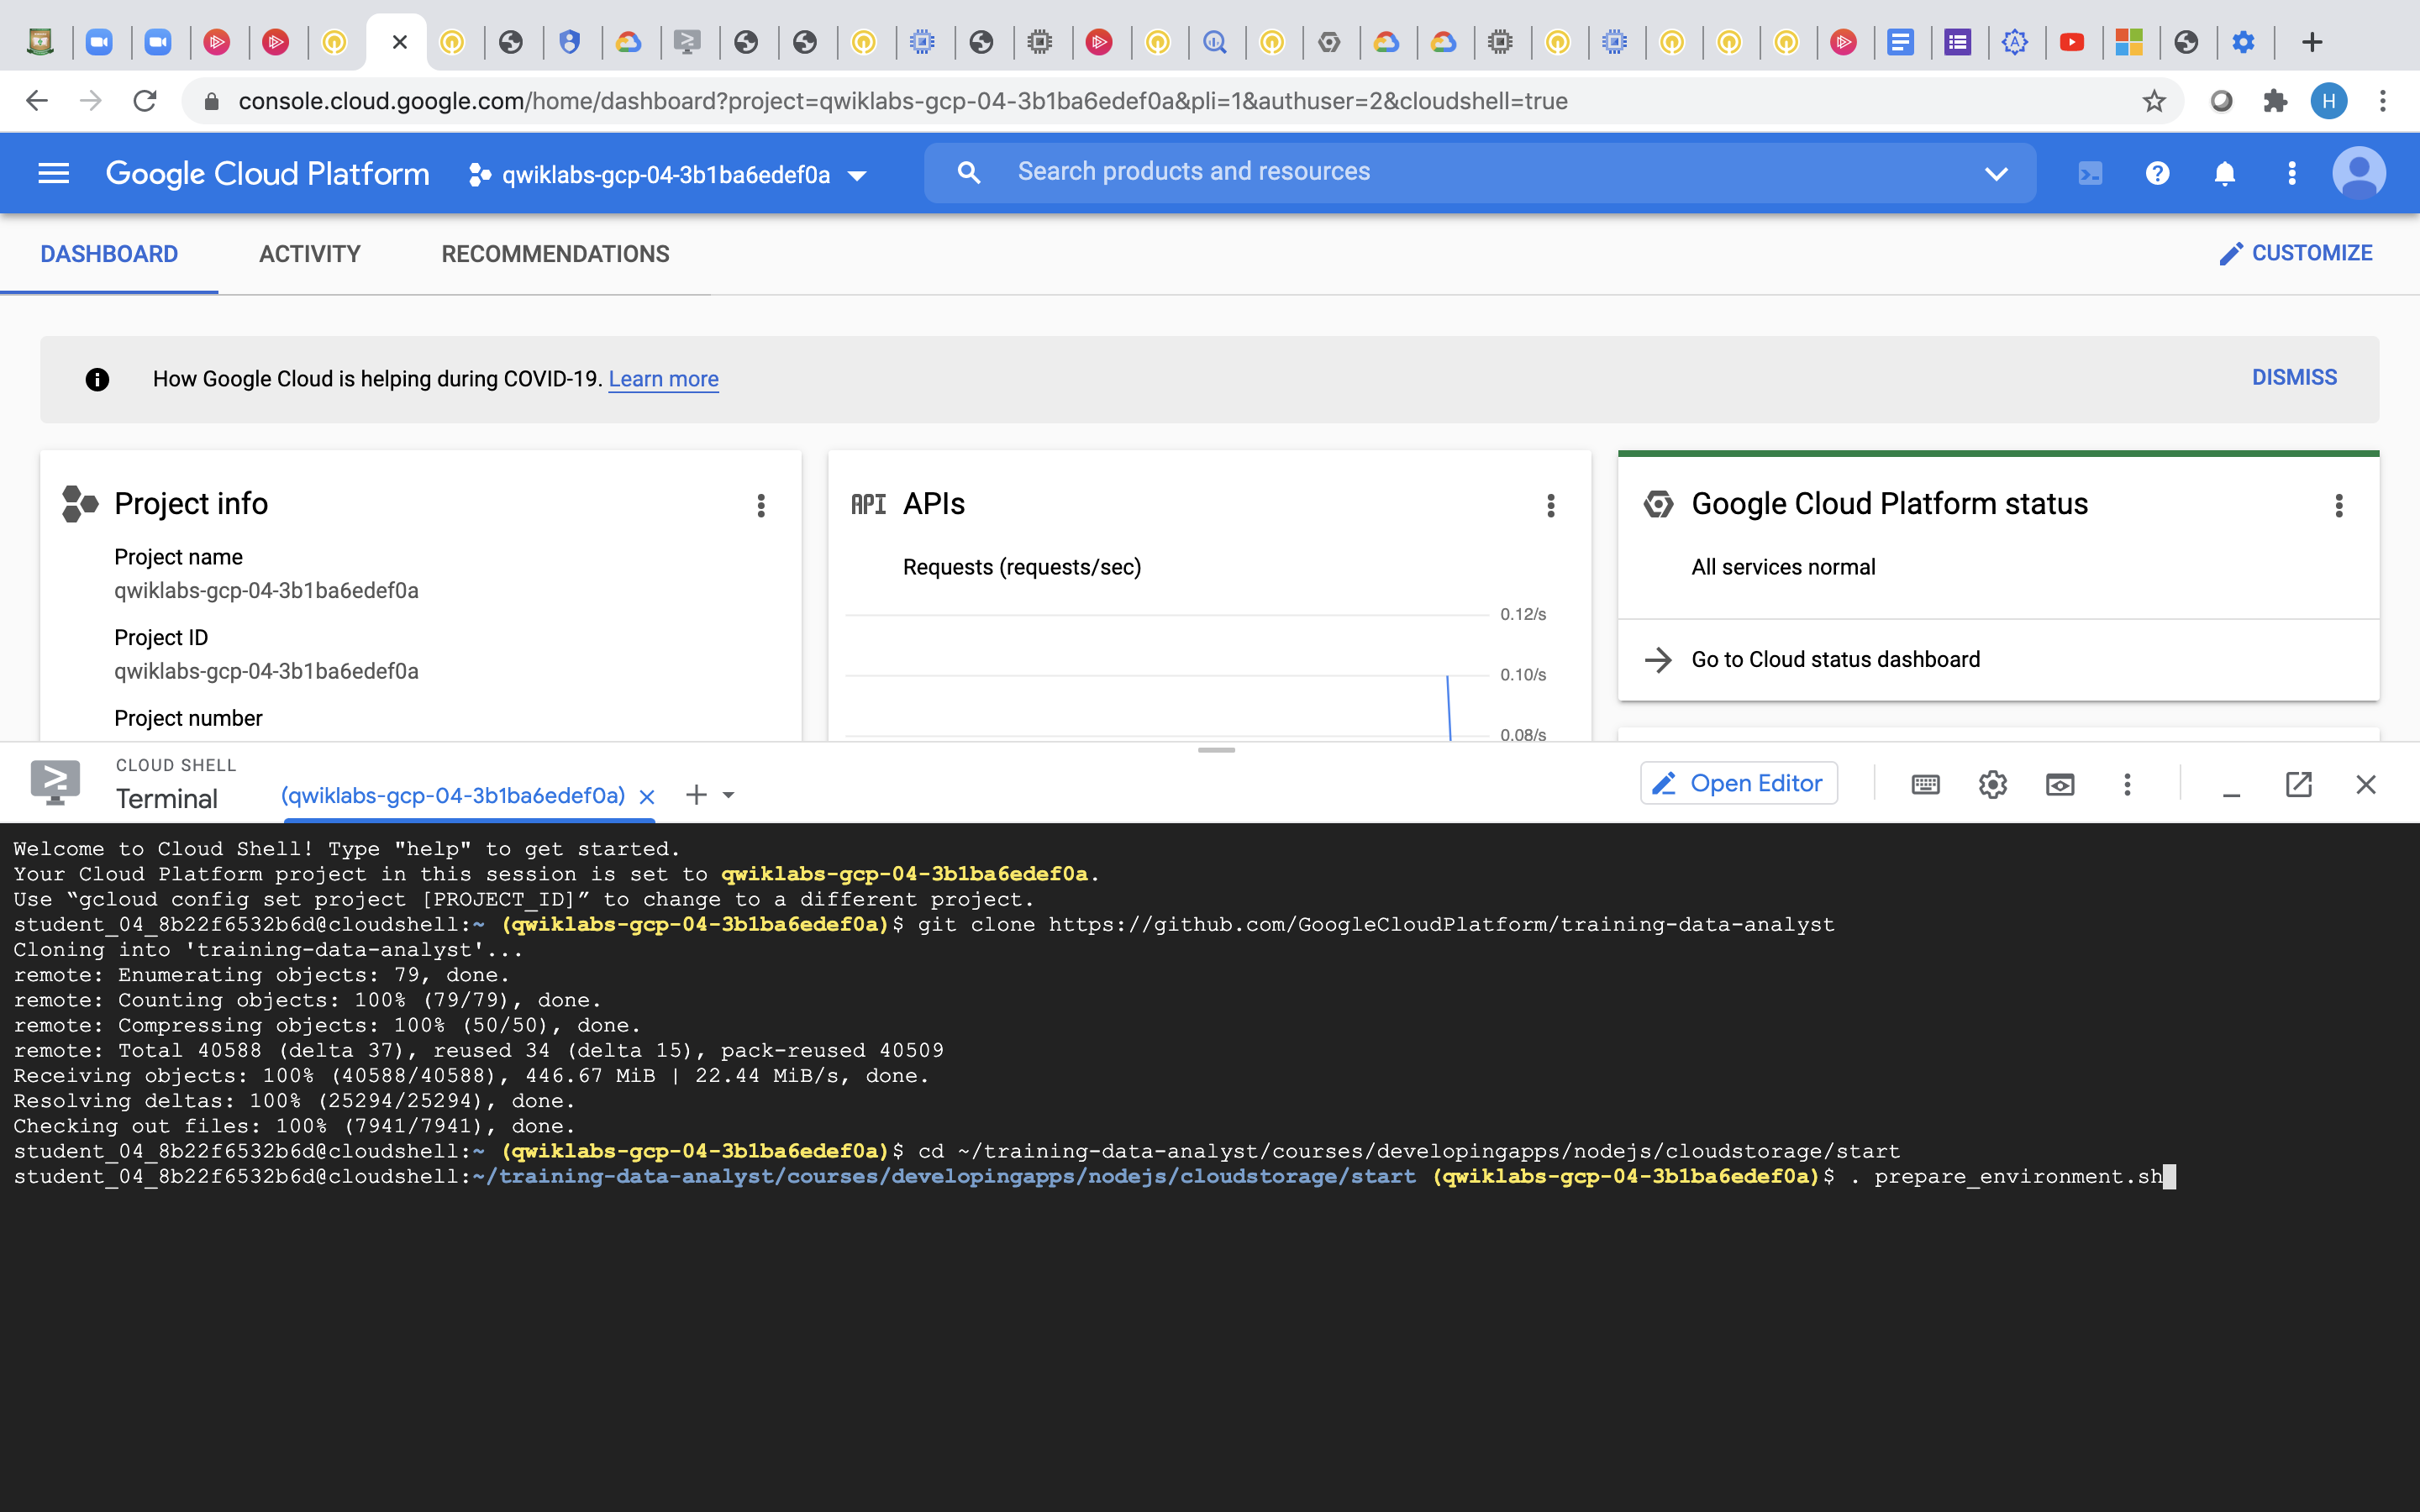 console.cloud.google.com/home/dashboard?project=qwiklabs-gcp-04-3b1ba6edef0a&pli=1&authuser=2&cloudshell=true
H
Google Cloud Platform
qwiklabs-gcp-04-3b1ba6edef0a
Search products and resources
DASHBOARD
ACTIVITY
RECOMMENDATIONS
CUSTOMIZE
How Google Cloud is helping during COVID-19. Learn more
DISMISS
Project info
Project name
qwiklabs-gcp-04-3b1ba6edef0a
Project ID
qwiklabs-gcp-04-3b1ba6edef0a
Project number
API APIs
Requests (requests/sec)
0.12/s
0.10/s
0.08/s
Google Cloud Platform status
All services normal
Go to Cloud status dashboard
CLOUD SHELL
Terminal
(qwiklabs-gcp-04-3b1ba6edef0a)
Open Editor
Welcome to Cloud Shell! Type "help" to get started.
Your Cloud Platform project in this session is set to qwiklabs-gcp-04-3b1ba6edef0a.
Use “gcloud config set project [PROJECT_ID]” to change to a different project.
student_04_8b22f6532b6d@cloudshell:~ (qwiklabs-gcp-04-3b1ba6edef0a)$ git clone https://github.com/GoogleCloudPlatform/training-data-analyst
Cloning into 'training-data-analyst'...
remote: Enumerating objects: 79, done.
remote: Counting objects: 100% (79/79), done.
remote: Compressing objects: 100% (50/50), done.
remote: Total 40588 (delta 37), reused 34 (delta 15), pack-reused 40509
Receiving objects: 100% (40588/40588), 446.67 MiB | 22.44 MiB/s, done.
Resolving deltas: 100% (25294/25294), done.
Checking out files: 100% (7941/7941), done.
student_04_8b22f6532b6d@cloudshell:~ (qwiklabs-gcp-04-3b1ba6edef0a)$ cd ~/training-data-analyst/courses/developingapps/nodejs/cloudstorage/start
student_04_8b22f6532b6d@cloudshell:~/training-data-analyst/courses/developingapps/nodejs/cloudstorage/start (qwiklabs-gcp-04-3b1ba6edef0a)$ . prepare_environment.sh